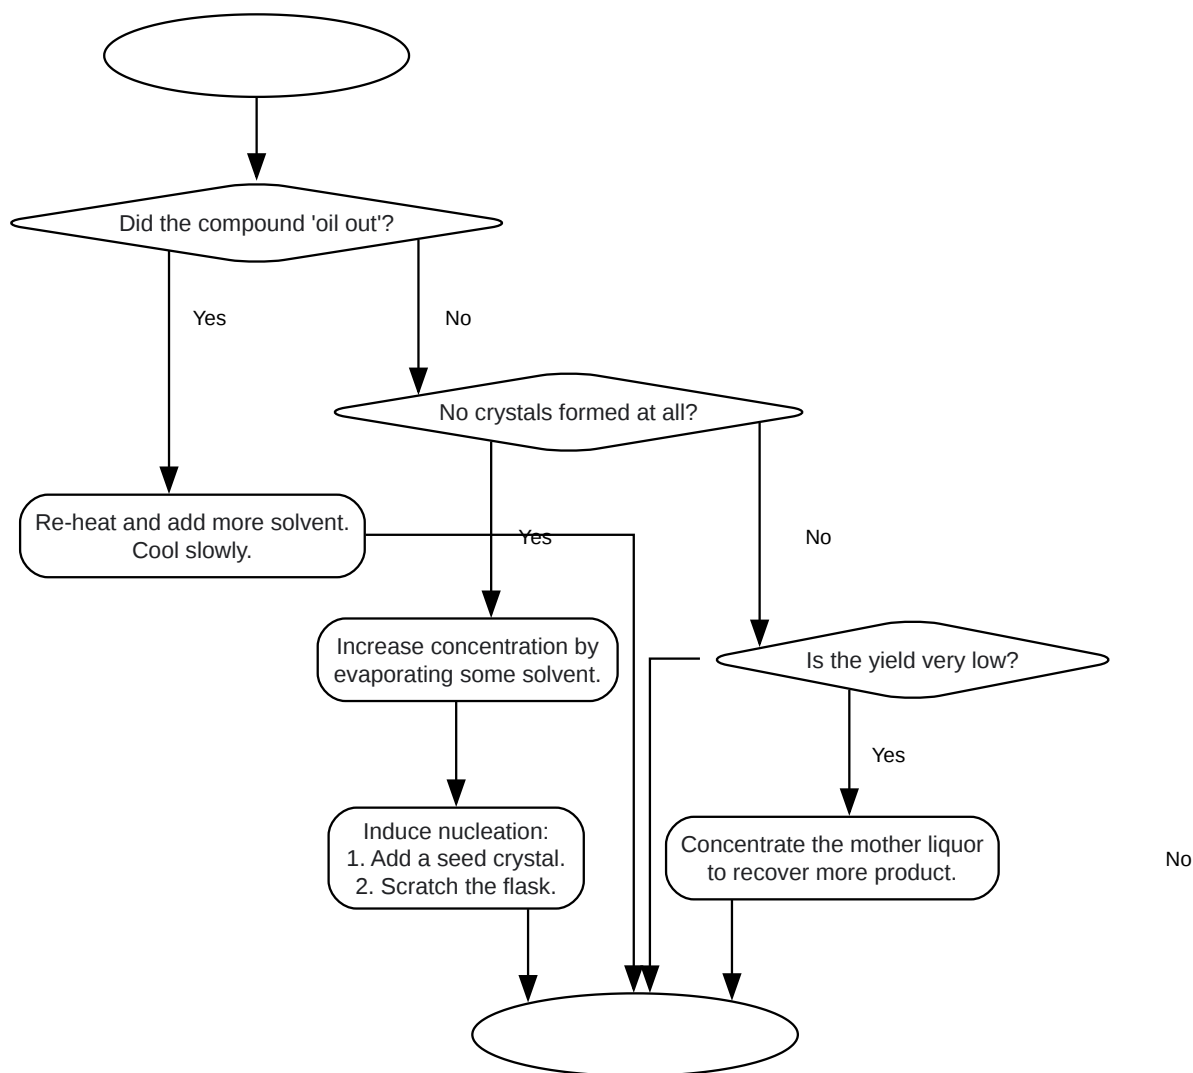 Did the compound 'oil out'?
Yes
No
No crystals formed at all?
Re-heat and add more solvent.
Cool slowly.
Yes
No
Increase concentration by
evaporating some solvent.
Is the yield very low?
Yes
Induce nucleation:
1. Add a seed crystal.
2. Scratch the flask.
Concentrate the mother liquor
to recover more product.
No